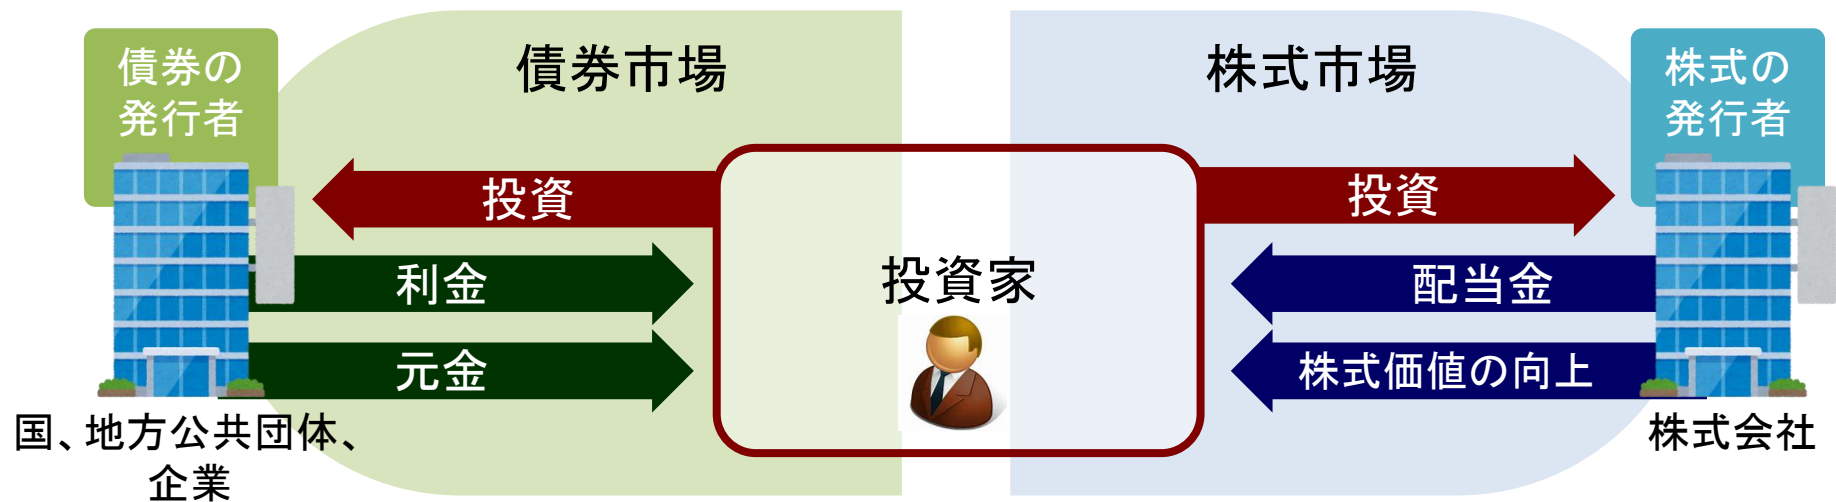 債券の
発行者
債券市場
株式市場
株式の
発行者
投資
投資
利金
投資家
配当金
元金
株式価値の向上
国、地方公共団体、
企業
株式会社